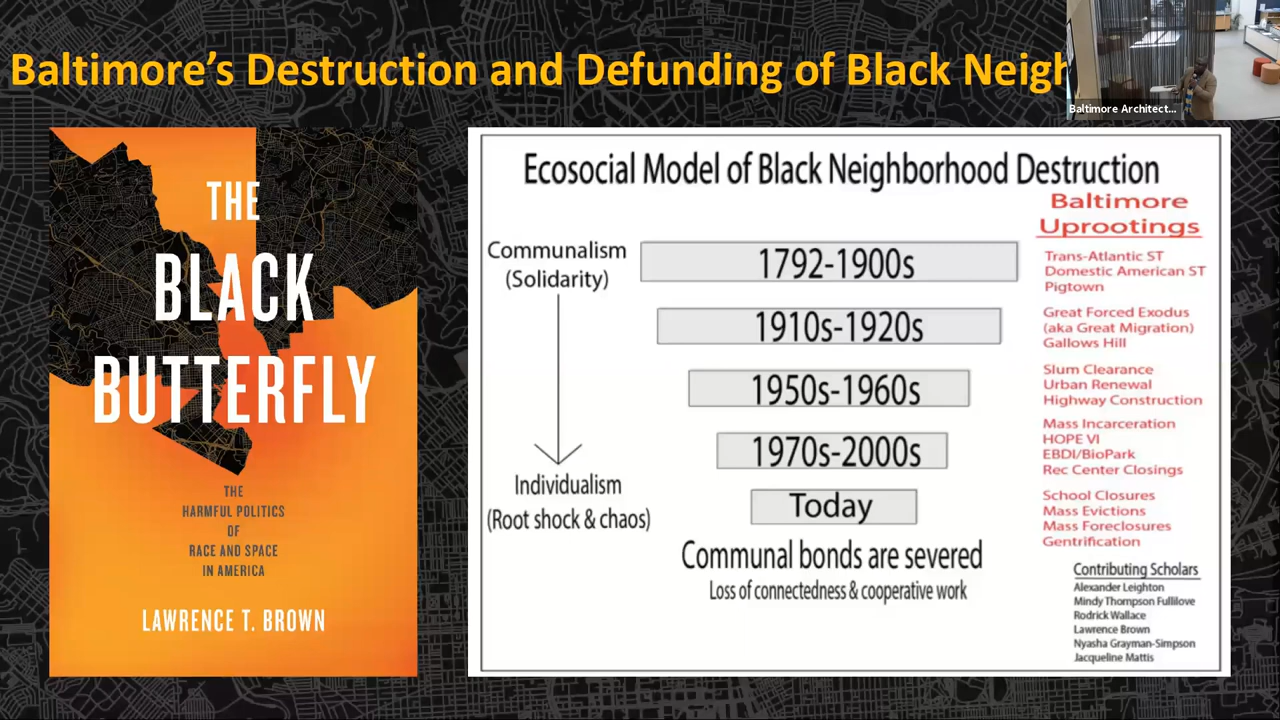 Baltimore's Destruction and Defunding of Black Neigh
Baltimore Architect...
THE
BLACK
BUTTERFLY
THE
HARMFUL POLITICS
OF
RACE AND SPACE
IN AMERICA
LAWRENCE T. BROWN
Ecosocial Model of Black Neighborhood Destruction
Communalism
(Solidarity)
Individualism
(Root shock & chaos)
1792-1900s
1910s-1920s
1950s-1960s
1970s-2000s
Today
Communal bonds are severed
Loss of connectedness & cooperative work
Baltimore
Uprootings
Trans-Atlantic ST
Domestic American ST
Pigtown
Great Forced Exodus
(aka Great Migration)
Gallows Hill
Slum Clearance
Urban Renewal
Highway Construction
Mass Incarceration
HOPE VI
EBDI/BioPark
Rec Center Closings
School Closures
Mass Evictions
Mass Foreclosures
Gentrification
Contributing Scholars
Alexander Leighton
Mindy Thompson Fullilove
Rodrick Wallace
Lawrence Brown
Nyasha Grayman-Simpson
Jacqueline Mattis